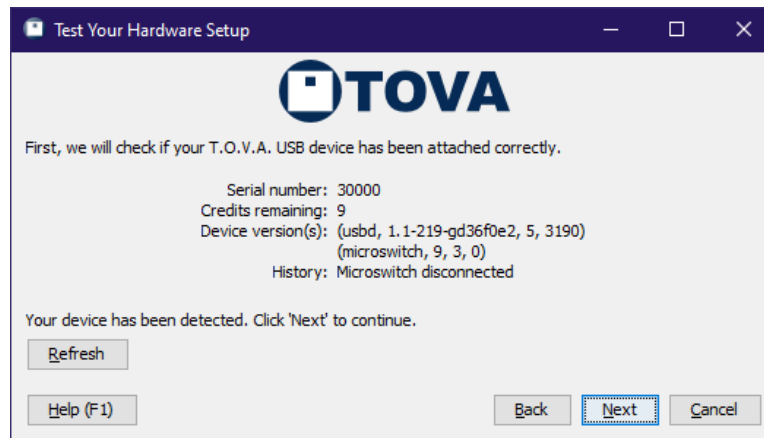 Test Your Hardware Setup
TOVA
First, we will check if your T.O.V.A. USB device has been attached correctly.
Serial number: 30000
Credits remaining: 9
Device version(s): (usbd, 1.1-219-gd36f0e2, 5, 3190)
(microswitch, 9, 3, 0)
History: Microswitch disconnected
Your device has been detected. Click 'Next' to continue.
Refresh
Help (F1) Back Next Cancel